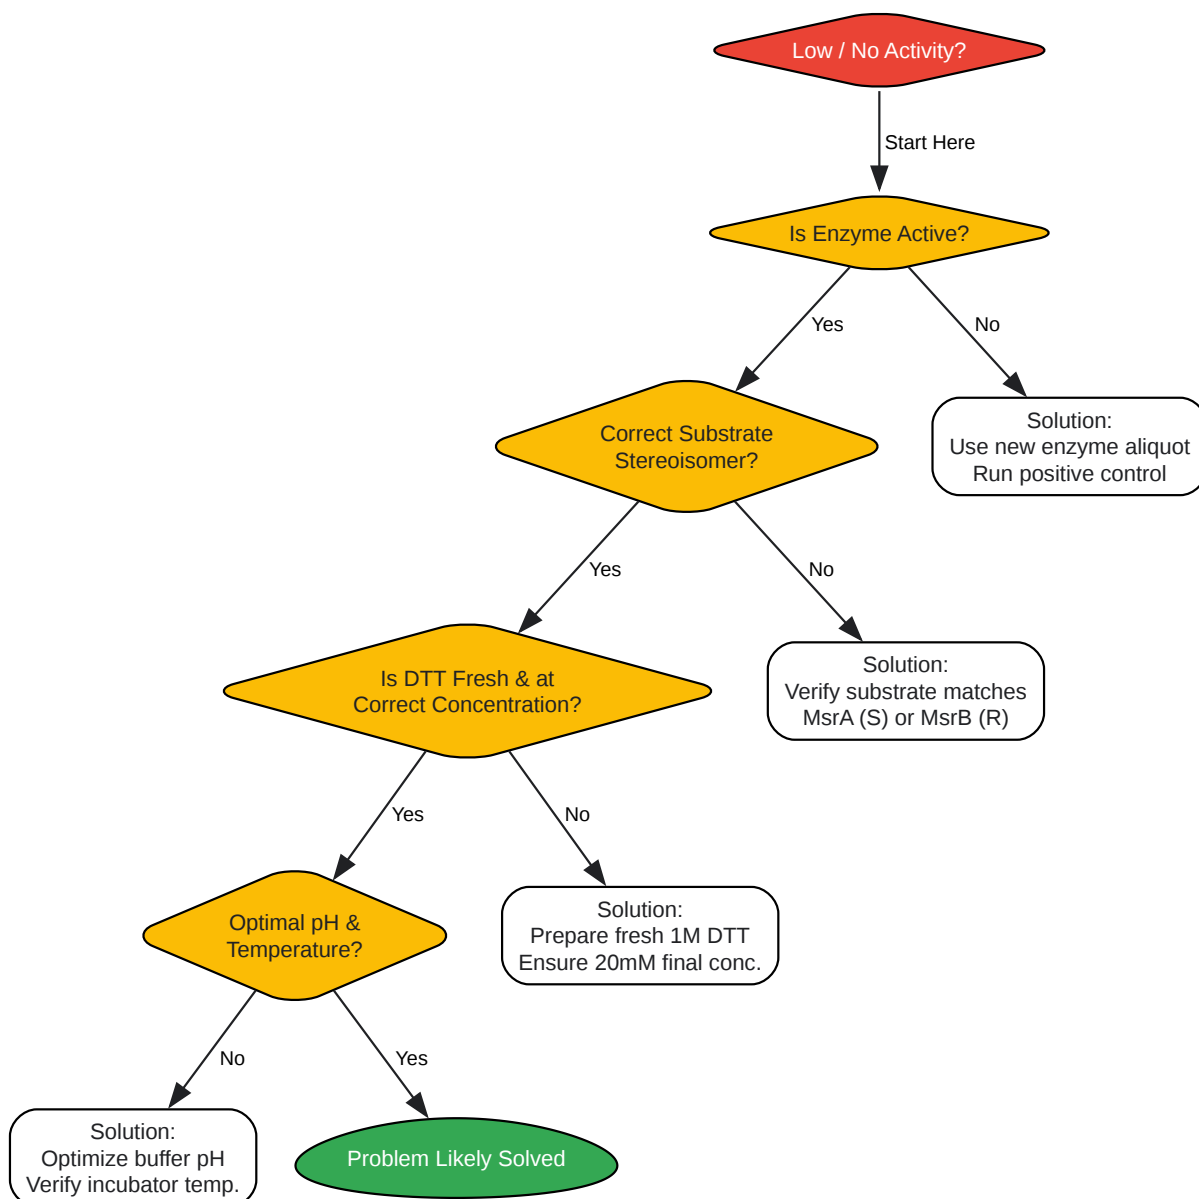 Low / No Activity?
Start Here
Is Enzyme Active?
Yes
No
Correct Substrate
Stereoisomer?
Solution:
Use new enzyme aliquot
Run positive control
Yes
No
Is DTT Fresh & at
Correct Concentration?
Solution:
Verify substrate matches
MsrA (S) or MsrB (R)
Yes
No
Optimal pH &
Temperature?
Solution:
Prepare fresh 1M DTT
Ensure 20mM final conc.
No
Yes
Solution:
Optimize buffer pH
Verify incubator temp.
Problem Likely Solved